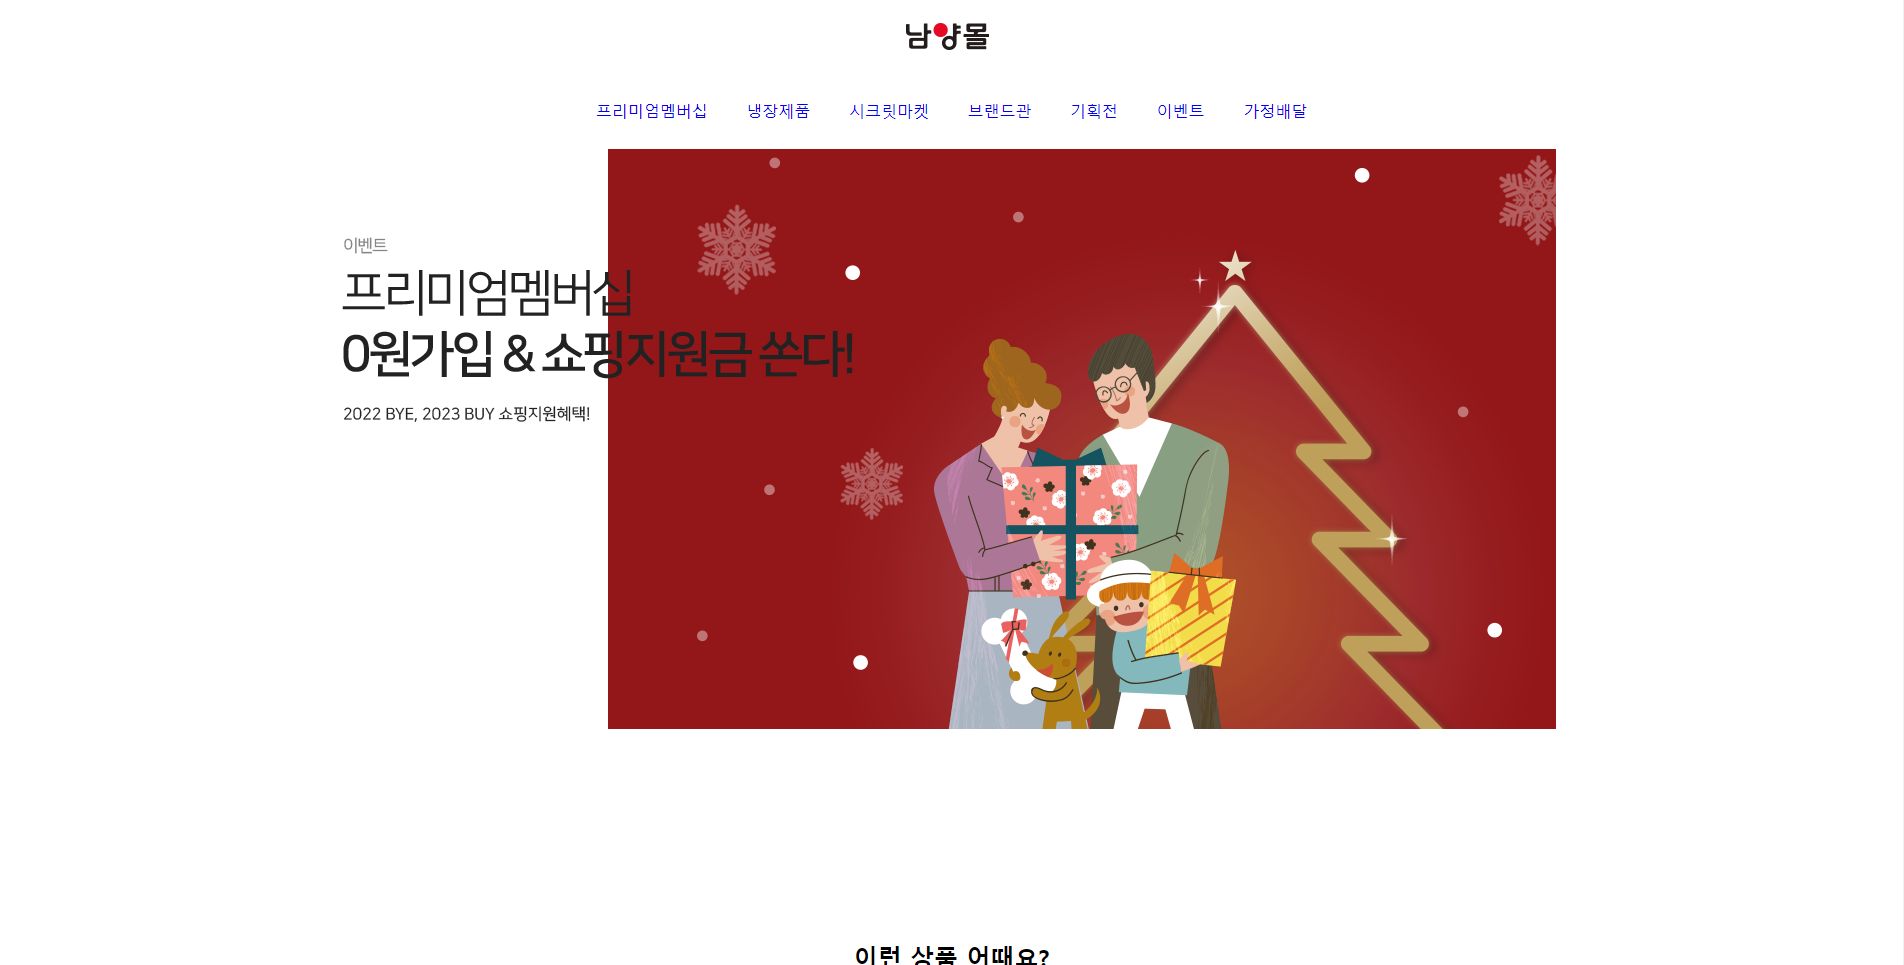 남양몰
프리미엄멤버십 냉장제품 시크릿마켓 브랜드관 기획전 이벤트 가정배달
이벤트
프리미엄멤버십
0원가입 & 쇼핑지원금 쏜다!
2022 BYE, 2023 BUY 쇼핑지원혜택!
이런 상품 어때요?